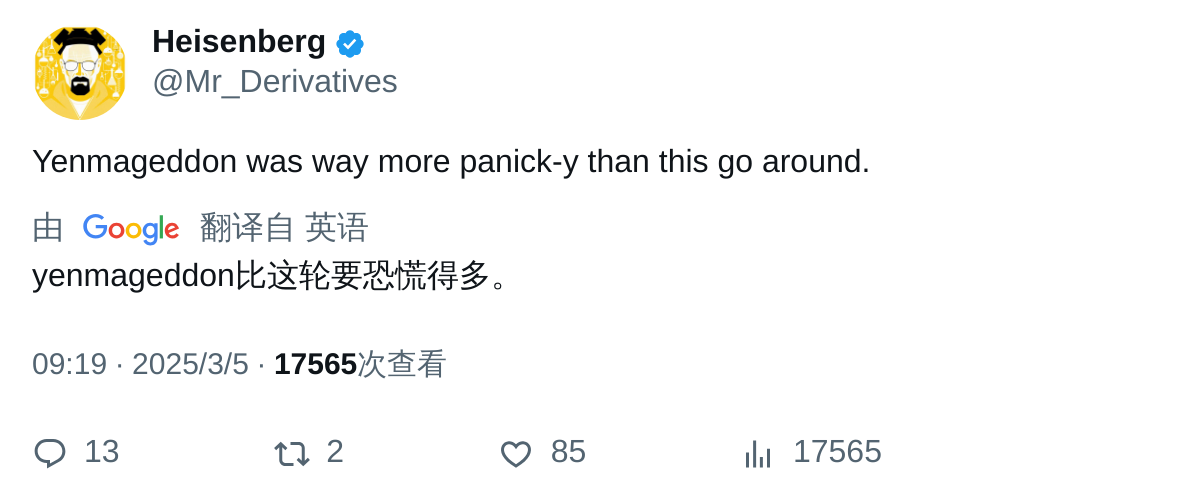 Heisenberg
@Mr_Derivatives
Yenmageddon was way more panick-y than this go around.
由 Google 翻译自 英语
yenmageddon比这轮要恐慌得多。
09:19 · 2025/3/5 · 17565次查看
13 2 85 17565